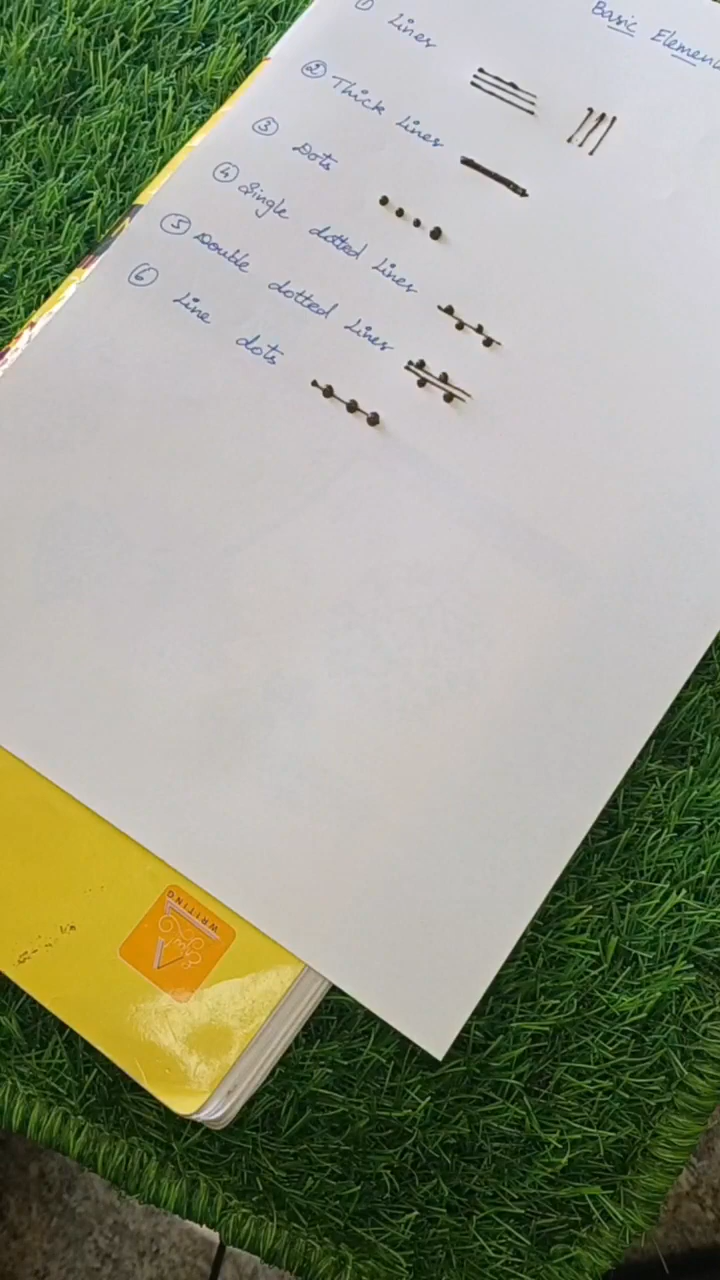 Basic Element
① Lines
② Thick Lines
③ Dots
④ Single dotted Lines
⑤ Double dotted Lines
⑥ Line dots
WRITING